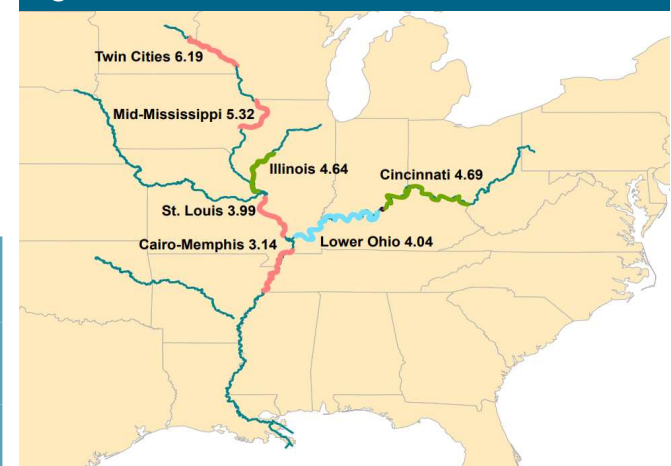 Twin Cities 6.19
Mid-Mississippi 5.32
Illinois 4.64
Cincinnati 4.69
St. Louis 3.99
Cairo-Memphis 3.14
Lower Ohio 4.04